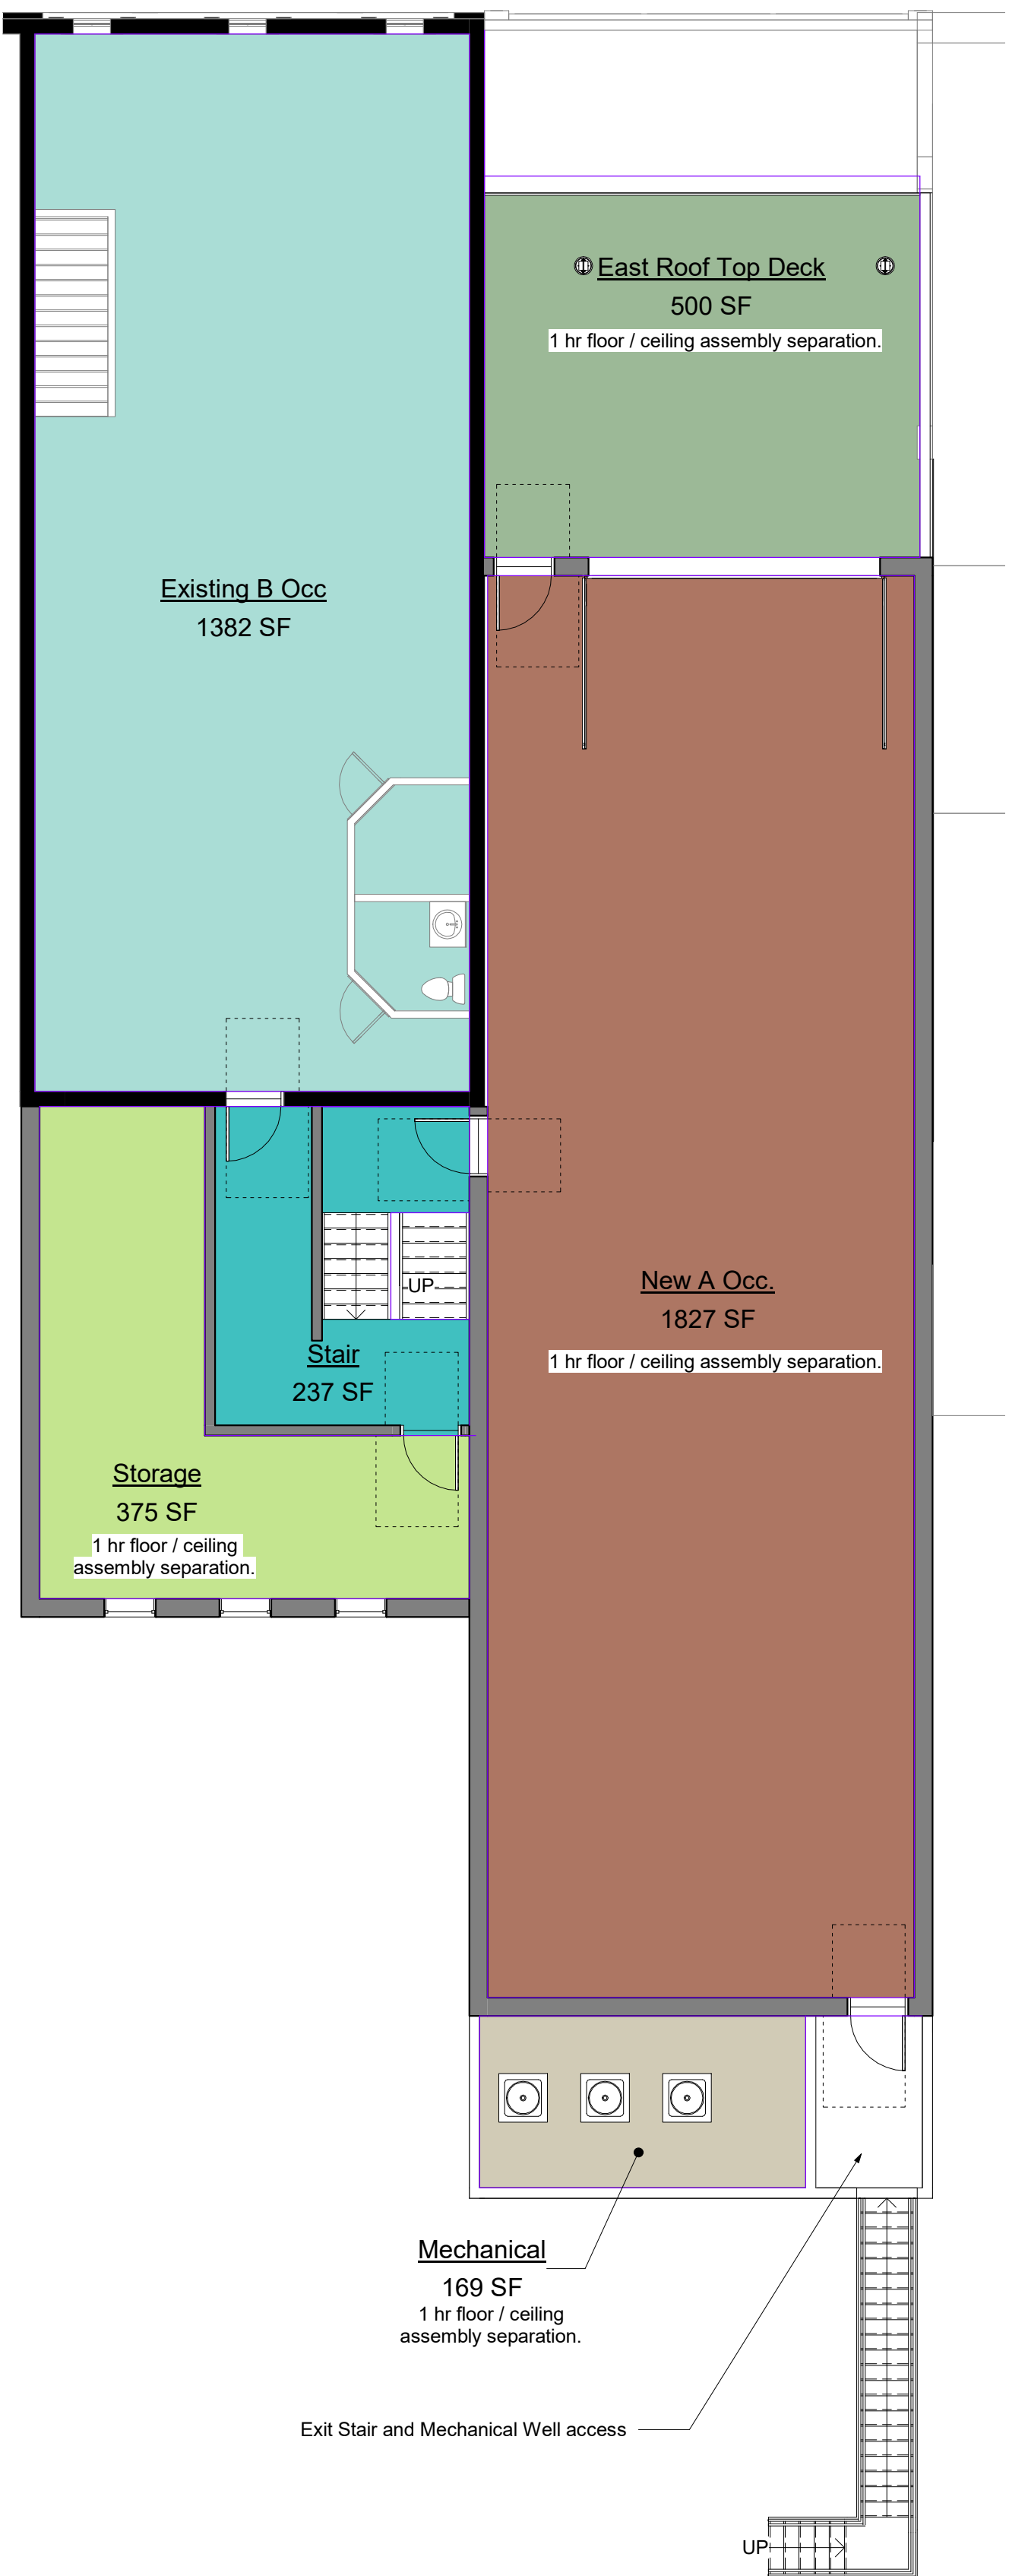 East Roof Top Deck
500 SF
1 hr floor / ceiling assembly separation.
Existing B Occ
1382 SF
UP
New A Occ.
1827 SF
1 hr floor / ceiling assembly separation.
Stair
237 SF
Storage
375 SF
1 hr floor / ceiling
assembly separation.
Mechanical
169 SF
1 hr floor / ceiling
assembly separation.
Exit Stair and Mechanical Well access
UP